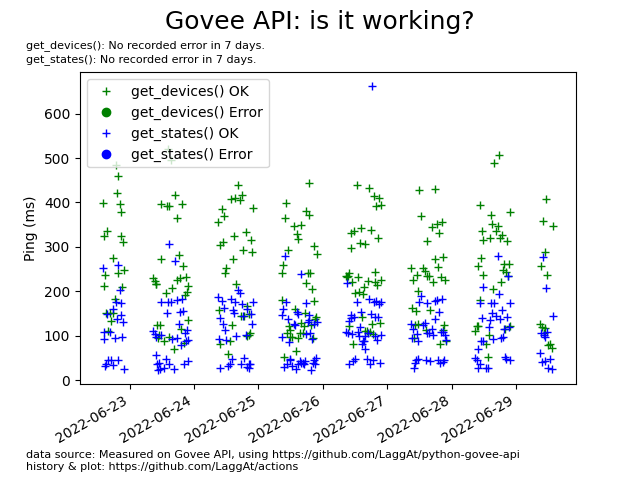 Govee API: is it working?
get_devices(): No recorded error in 7 days.
get_states(): No recorded error in 7 days.
get_devices() OK
get_devices() Error
get_states() OK
get_states() Error
Ping (ms)
600
500
400
300
200
100
0
2022-06-23
2022-06-24
2022-06-25
2022-06-26
2022-06-27
2022-06-28
2022-06-29
data source: Measured on Govee API, using https://github.com/LaggAt/python-govee-api
history & plot: https://github.com/LaggAt/actions